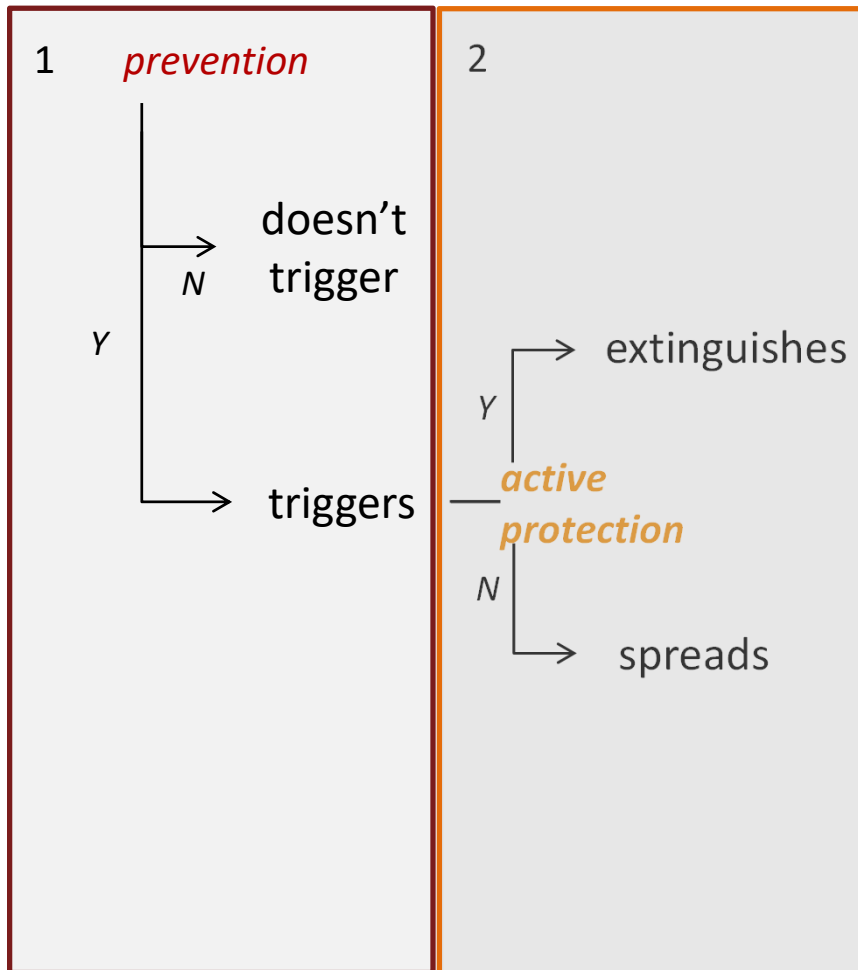 1 prevention
doesn't
trigger
N
Y
triggers
2
extinguishes
Y
active
protection
N
spreads